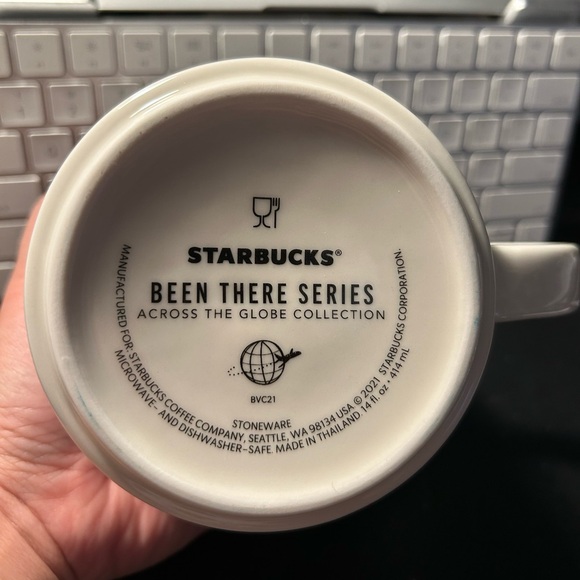 STARBUCKS®
BEEN THERE SERIES
ACROSS THE GLOBE COLLECTION
BVC21
STONEWARE
MANUFACTURED FOR: STARBUCKS COFFEE COMPANY, SEATTLE, WA 98134 USA © 2021 STARBUCKS CORPORATION.
MICROWAVE- AND DISHWASHER-SAFE. MADE IN THAILAND. 14 fl. oz • 414 mL